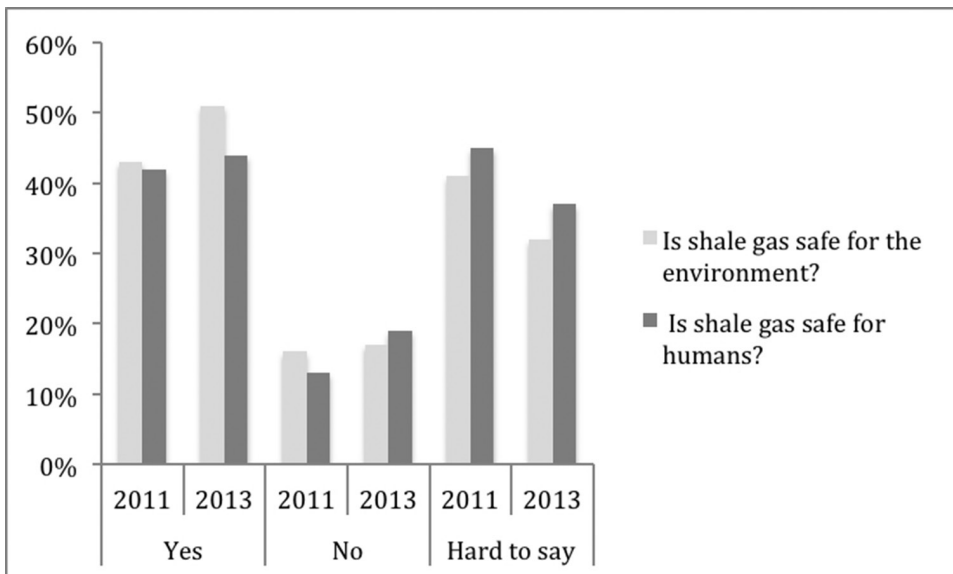 60%
50%
40%
30%
20%
10%
0%
2011 2013 2011 2013 2011 2013
Yes No Hard to say
Is shale gas safe for the
environment?
Is shale gas safe for
humans?